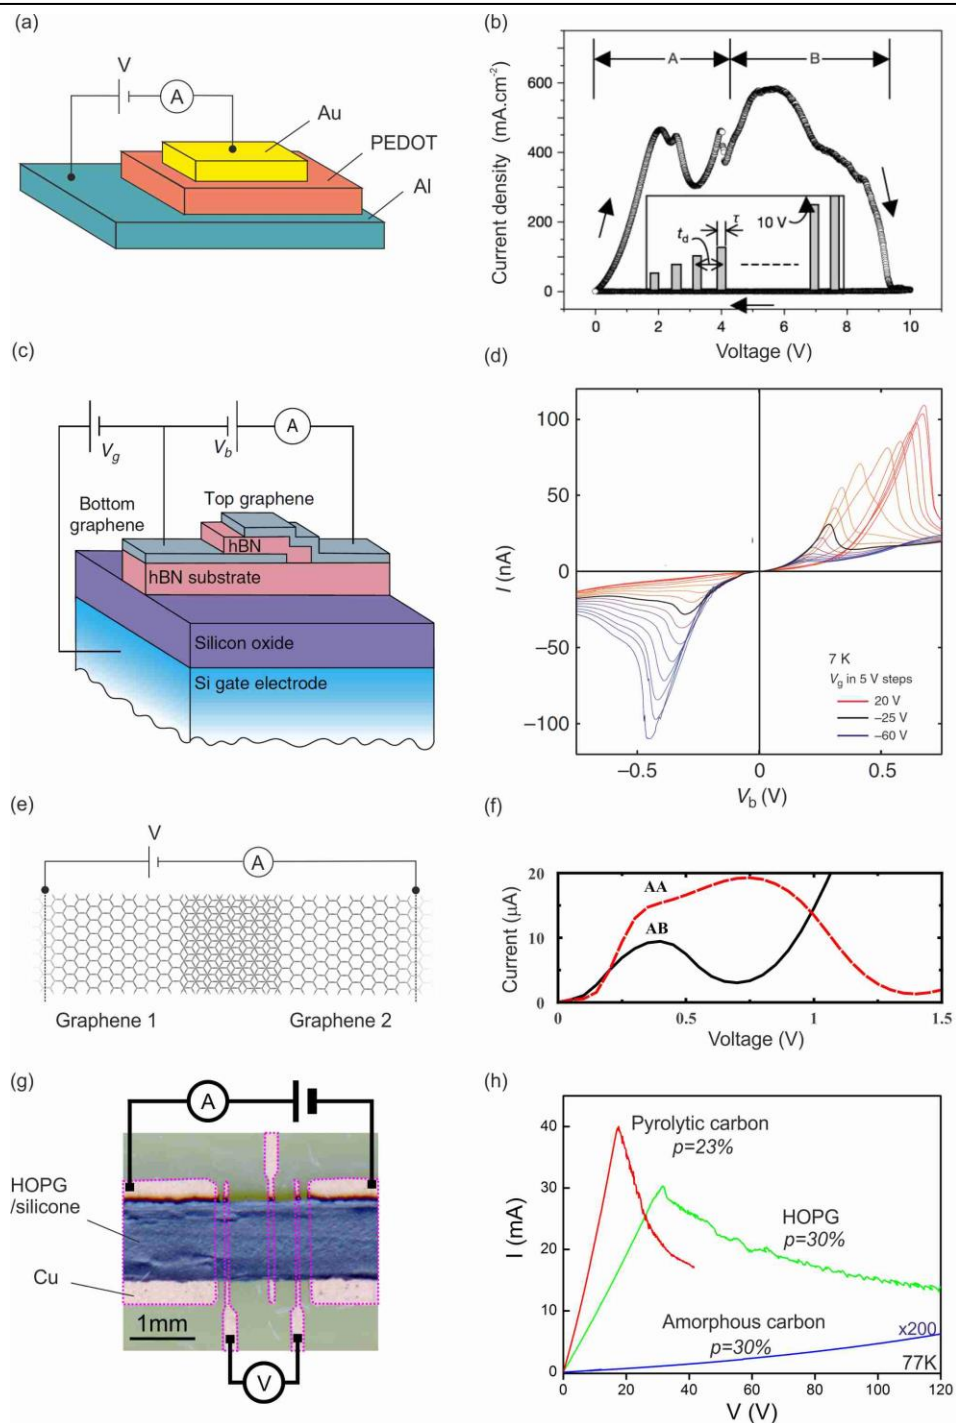 (a)
V
A
Au
PEDOT
Al
(b)
A
B
Current density (mA.cm⁻²)
600
400
200
0
τ
t_d
10 V
0 2 4 6 8 10
Voltage (V)
(c)
V_g
V_b
A
Top graphene
Bottom
graphene
hBN
hBN substrate
Silicon oxide
Si gate electrode
(d)
100
50
0
−50
−100
I (nA)
7 K
V_g in 5 V steps
20 V
−25 V
−60 V
−0.5 0 0.5
V_b (V)
(e)
V
A
Graphene 1
Graphene 2
(f)
20
10
0
Current (µA)
AA
AB
0 0.5 1 1.5
Voltage (V)
(g)
A
HOPG
/silicone
Cu
1mm
V
(h)
40
30
20
10
0
I (mA)
Pyrolytic carbon
p=23%
HOPG
p=30%
Amorphous carbon
p=30%
x200
77K
0 20 40 60 80 100 120
V (V)